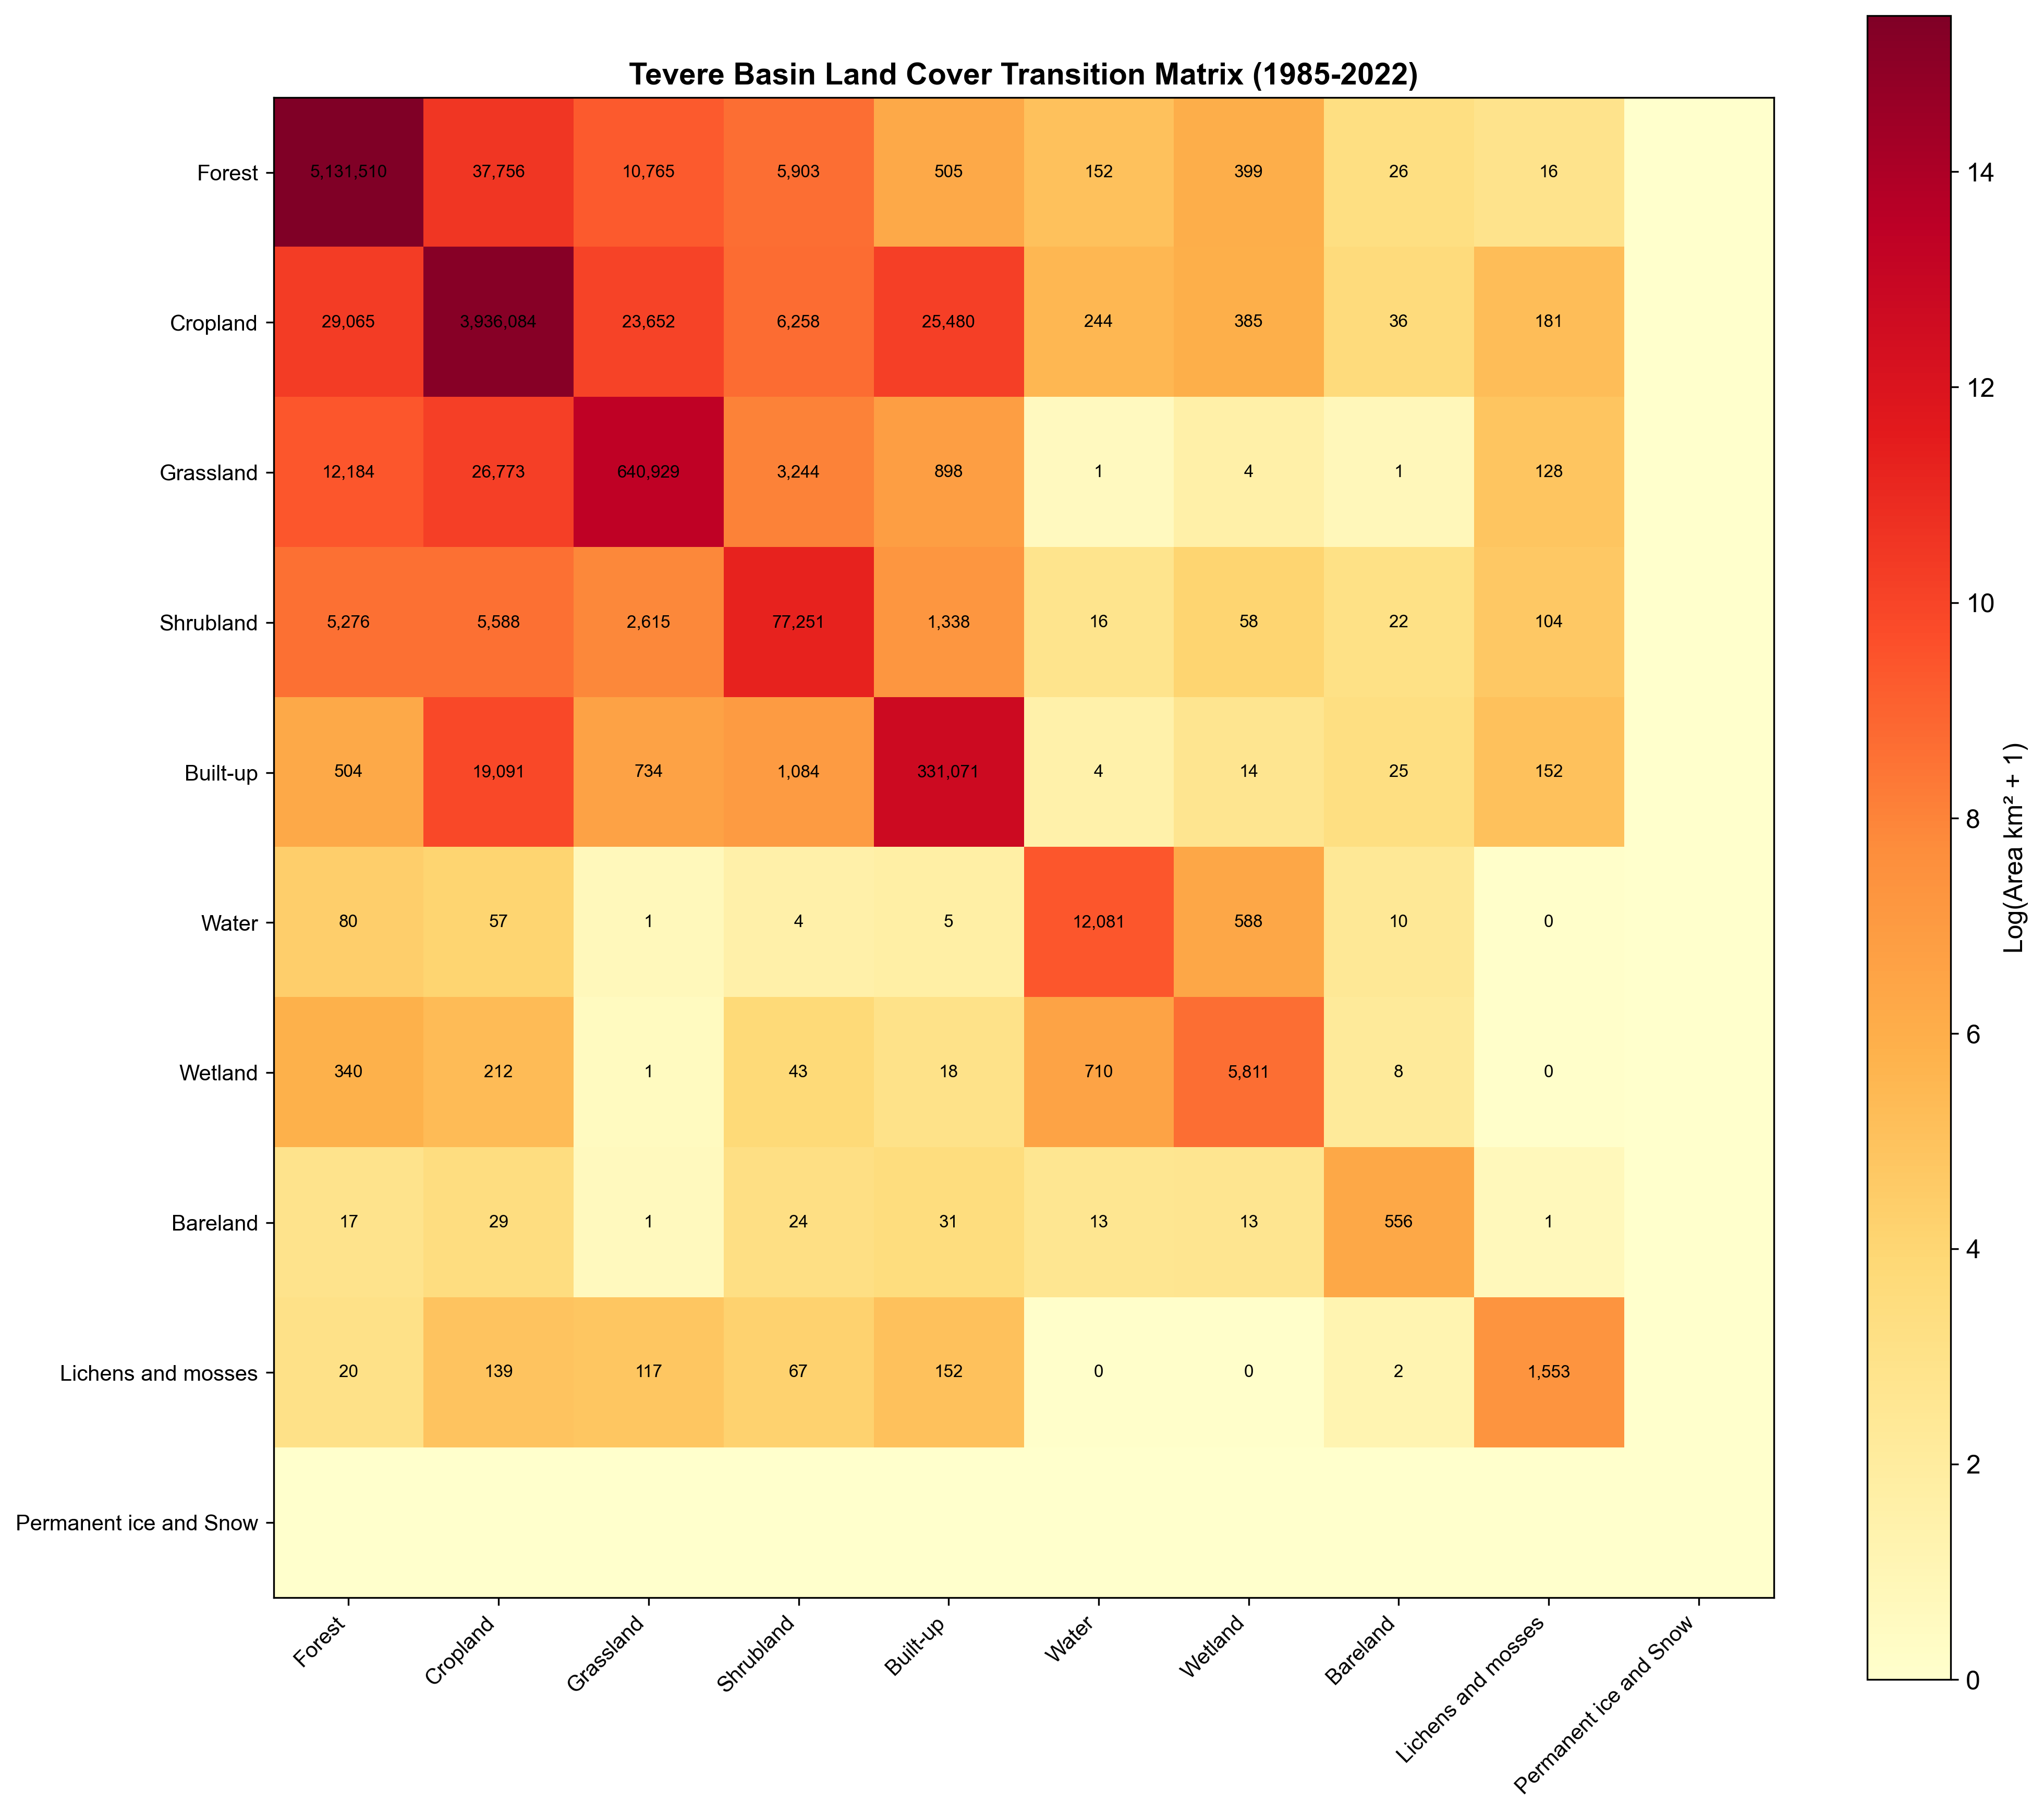 Tevere Basin Land Cover Transition Matrix (1985-2022)
Forest 5,131,510 37,756 10,765 5,903 505 152 399 26 16
Cropland 29,065 3,936,084 23,652 6,258 25,480 244 385 36 181
Grassland 12,184 26,773 640,929 3,244 898 1 4 1 128
Shrubland 5,276 5,588 2,615 77,251 1,338 16 58 22 104
Built-up 504 19,091 734 1,084 331,071 4 14 25 152
Water 80 57 1 4 5 12,081 588 10 0
Wetland 340 212 1 43 18 710 5,811 8 0
Bareland 17 29 1 24 31 13 13 556 1
Lichens and mosses 20 139 117 67 152 0 0 2 1,553
Permanent ice and Snow
Forest
Cropland
Grassland
Shrubland
Built-up
Water
Wetland
Bareland
Lichens and mosses
Permanent ice and Snow
14
12
10
8
6
4
2
0
Log(Area km² + 1)